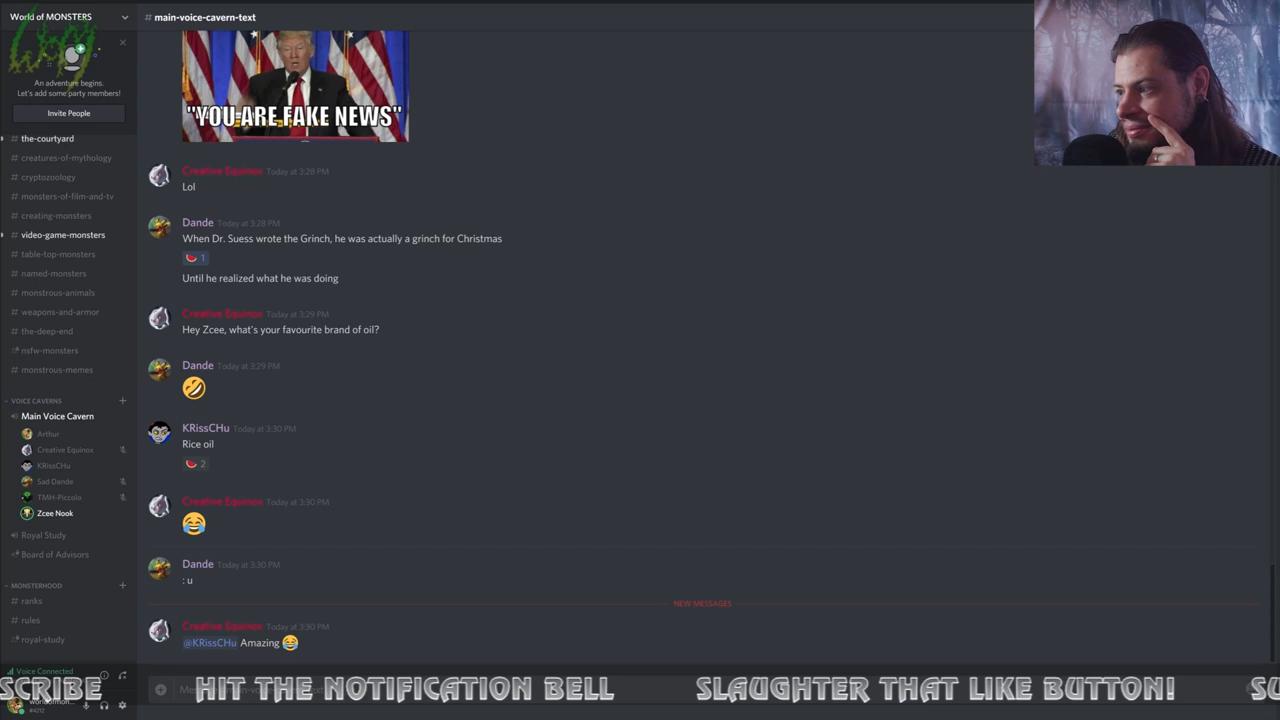 World of MONSTERS
# main-voice-cavern-text
An adventure begins.
Let's add some party members!
Invite People
# the-courtyard
# creatures-of-mythology
# cryptozoology
# monsters-of-film-and-tv
# creating-monsters
# video-game-monsters
# table-top-monsters
# named-monsters
# monstrous-animals
# weapons-and-armor
# the-deep-end
nsfw-monsters
# monstrous-memes
VOICE CAVERNS
Main Voice Cavern
Arthur
Creative Equinox
KRissCHu
Sad Dande
TMH-Piccolo
Zcee Nook
Royal Study
Board of Advisors
MONSTERHOOD
# ranks
# rules
royal-study
Voice Connected
#4212
"YOU ARE FAKE NEWS"
Creative Equinox Today at 3:28 PM
Lol
Dande Today at 3:28 PM
When Dr. Suess wrote the Grinch, he was actually a grinch for Christmas
🍉 1
Until he realized what he was doing
Creative Equinox Today at 3:29 PM
Hey Zcee, what's your favourite brand of oil?
Dande Today at 3:29 PM
🤣
KRissCHu Today at 3:30 PM
Rice oil
🍉 2
Creative Equinox Today at 3:30 PM
😂
Dande Today at 3:30 PM
: u
NEW MESSAGES
Creative Equinox Today at 3:30 PM
@KRissCHu Amazing 😂
SCRIBE HIT THE NOTIFICATION BELL SLAUGHTER THAT LIKE BUTTON! SU